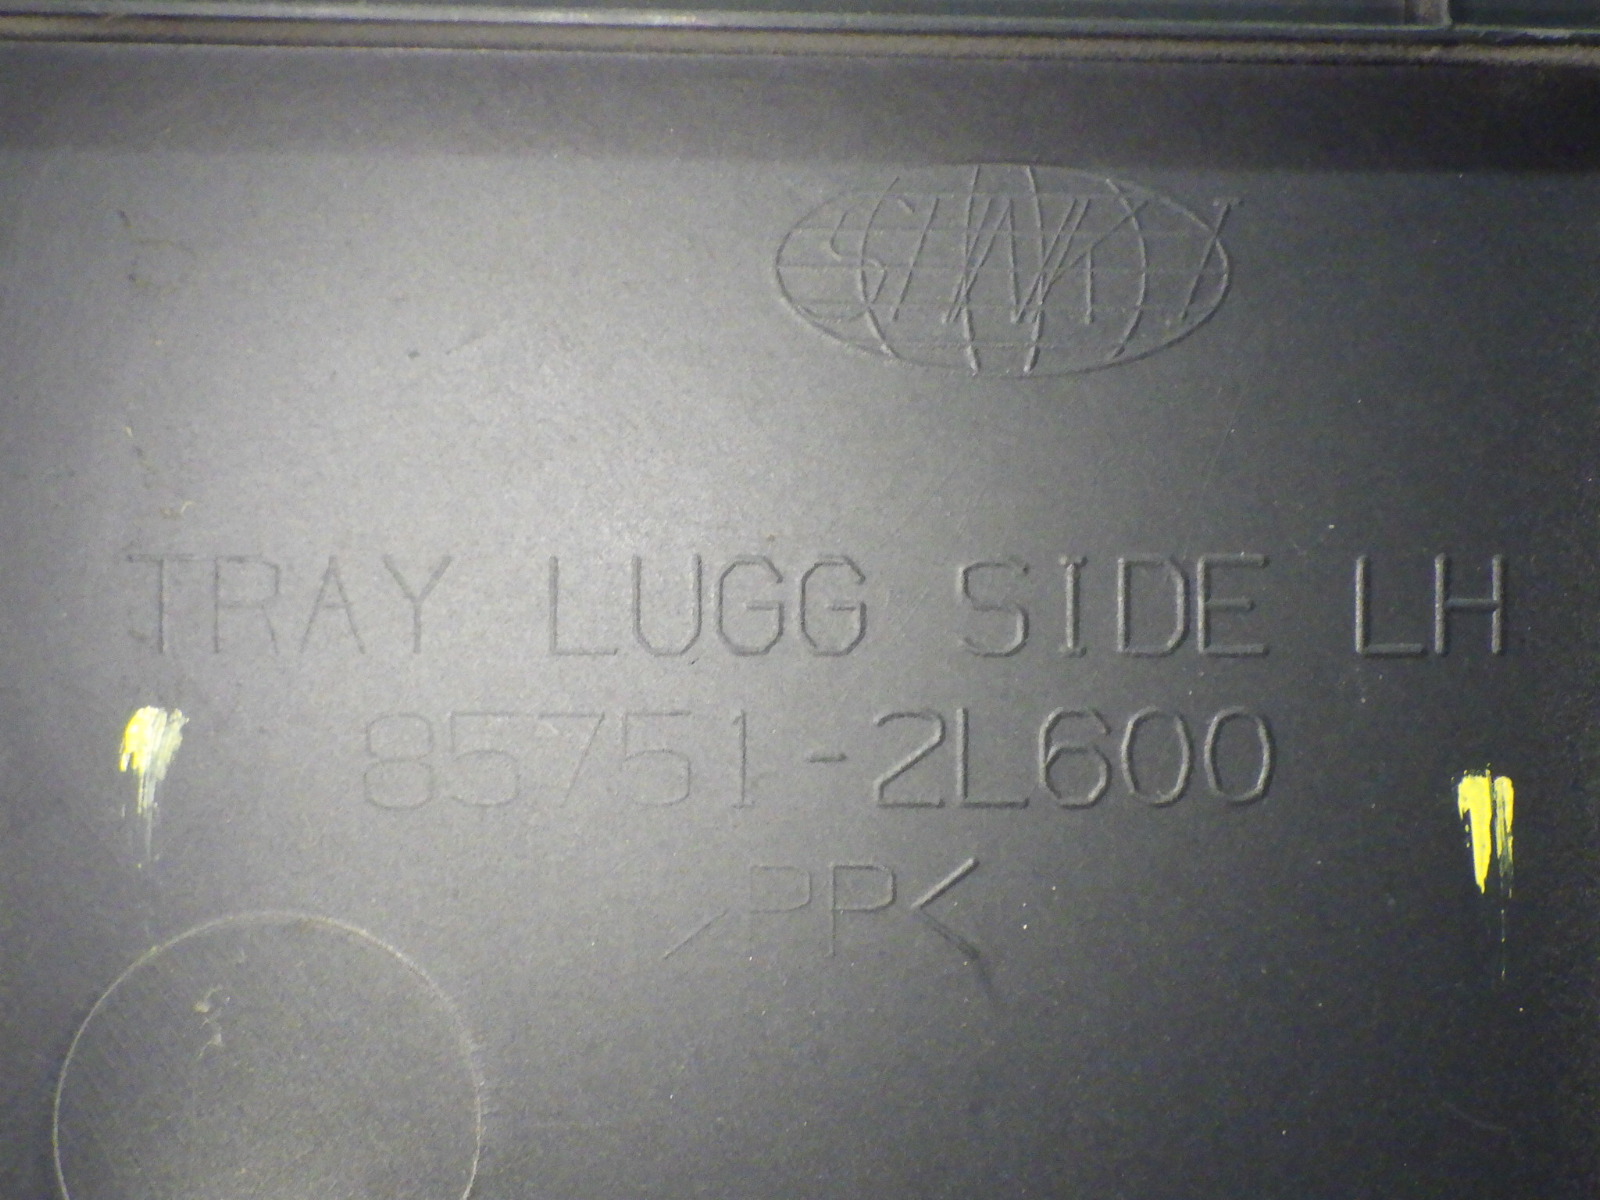 TRAY LUGG SIDE LH
85751-2L600
>PP<